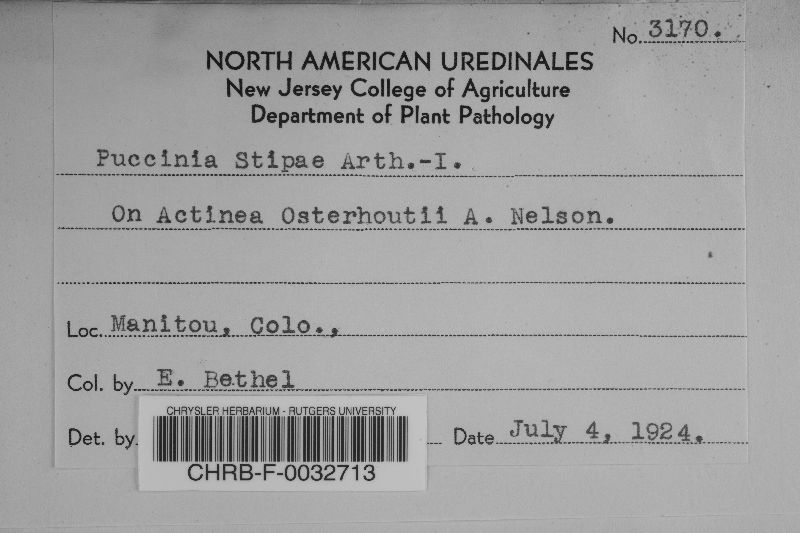 No. 3170.
NORTH AMERICAN UREDINALES
New Jersey College of Agriculture
Department of Plant Pathology
Puccinia Stipae Arth.-I.
On Actinea Osterhoutii A. Nelson.
Loc. Manitou, Colo.,
Col. by E. Bethel
Det. by Date July 4, 1924.
CHRYSLER HERBARIUM - RUTGERS UNIVERSITY
CHRB-F-0032713